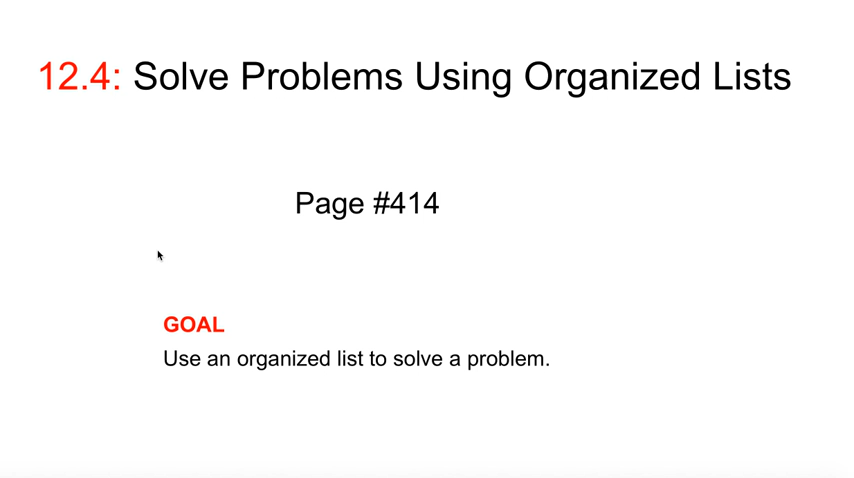 12.4: Solve Problems Using Organized Lists
Page #414
GOAL
Use an organized list to solve a problem.